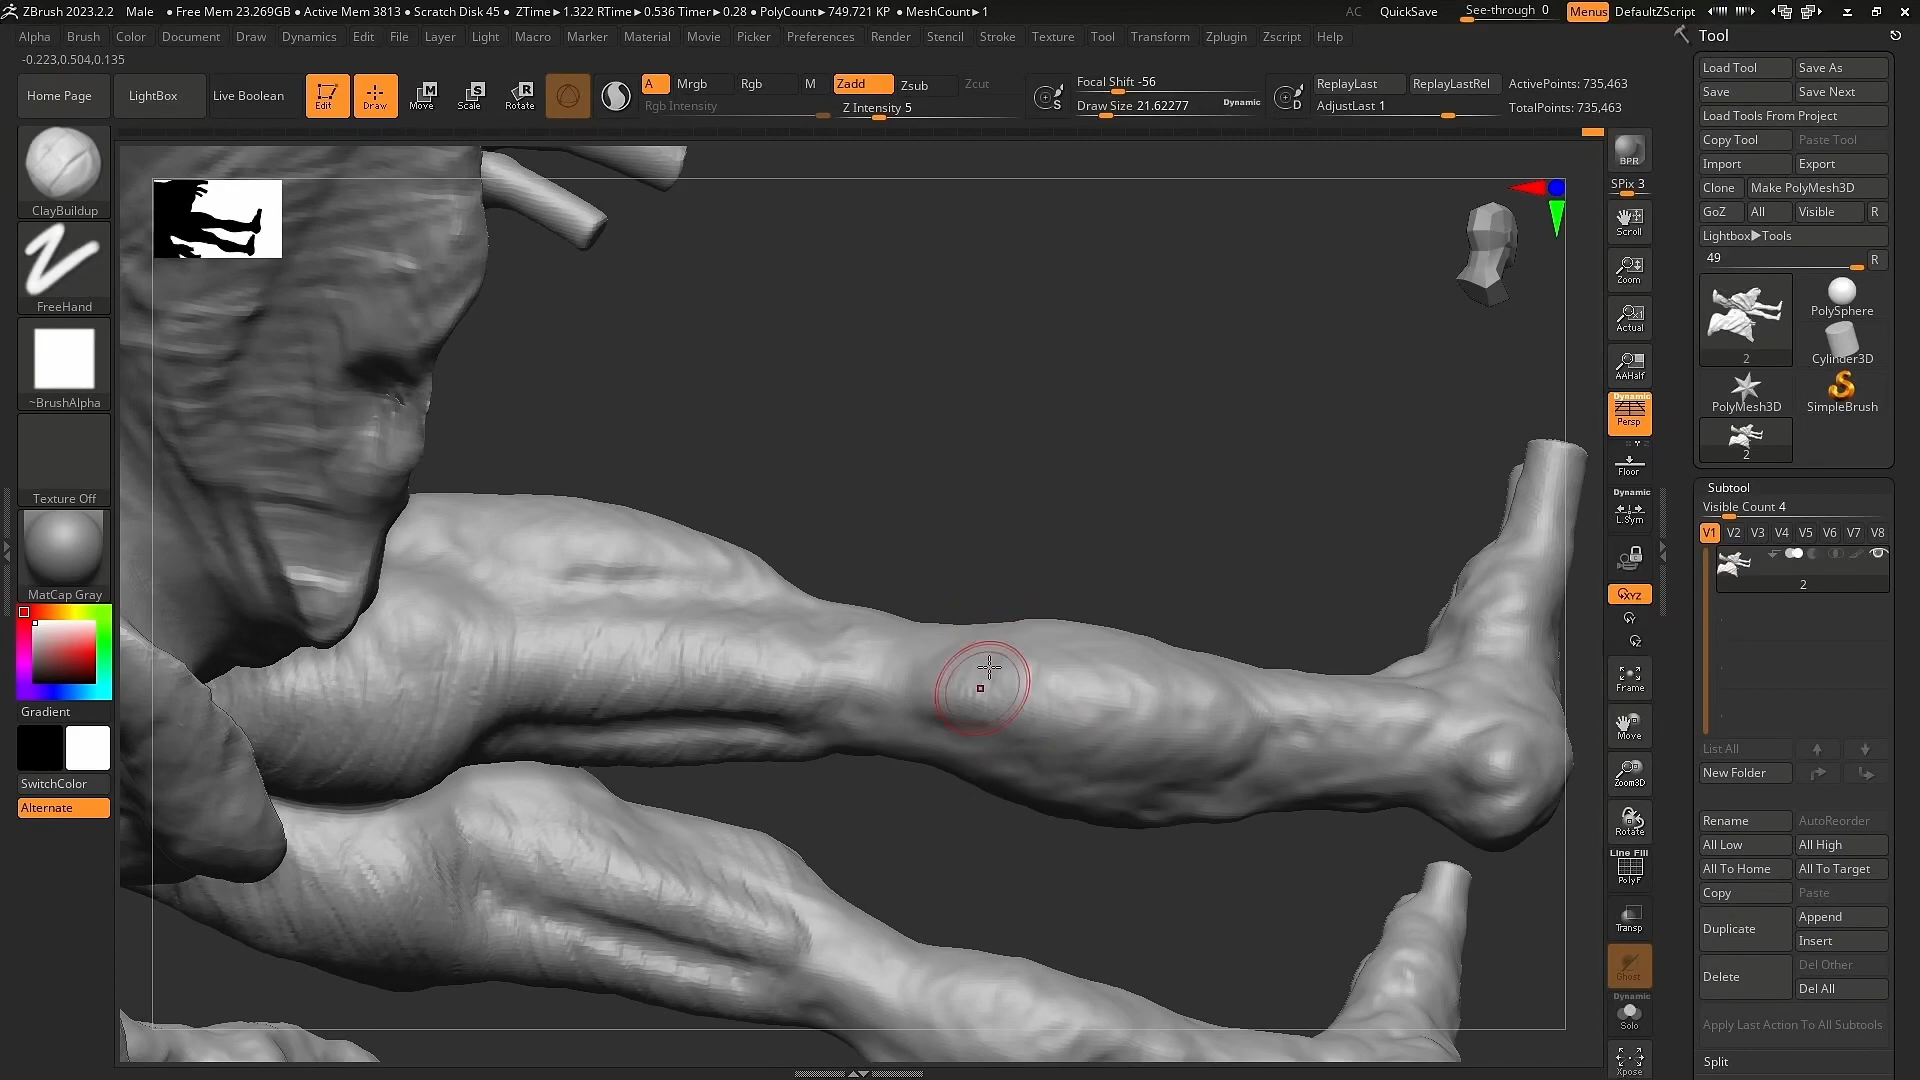 ZBrush 2023.2.2 Male • Free Mem 23.269GB • Active Mem 3813 • Scratch Disk 45 • ZTime▶1.322 RTime▶0.536 Timer▶0.28 • PolyCount▶749.721 KP • MeshCount▶1 AC QuickSave See-through 0 Menus DefaultZScript
Alpha Brush Color Document Draw Dynamics Edit File Layer Light Macro Marker Material Movie Picker Preferences Render Stencil Stroke Texture Tool Transform Zplugin Zscript Help
-0.223,0.504,0.135
Home Page LightBox Live Boolean Edit Draw Move Scale Rotate
A Mrgb Rgb M Zadd Zsub Zcut
Rgb Intensity Z Intensity 5
Focal Shift -56
Draw Size 21.62277 Dynamic
ReplayLast ReplayLastRel
AdjustLast 1
ActivePoints: 735,463
TotalPoints: 735,463
ClayBuildup
FreeHand
~BrushAlpha
Texture Off
MatCap Gray
Gradient
SwitchColor
Alternate
BPR
SPix 3
Scroll
Zoom
Actual
AAHalf
Dynamic
Persp
Floor
Dynamic
L.Sym
XYZ
Y
Z
Frame
Move
Zoom3D
Rotate
Line Fill
PolyF
Transp
Ghost
Dynamic
Solo
Xpose
Tool
Load Tool Save As
Save Save Next
Load Tools From Project
Copy Tool Paste Tool
Import Export
Clone Make PolyMesh3D
GoZ All Visible R
Lightbox▶Tools
49 R
2 PolySphere
Cylinder3D
PolyMesh3D SimpleBrush
2
Subtool
Visible Count 4
V1 V2 V3 V4 V5 V6 V7 V8
2
List All
New Folder
Rename AutoReorder
All Low All High
All To Home All To Target
Copy Paste
Duplicate Append
Insert
Delete Del Other
Del All
Apply Last Action To All Subtools
Split